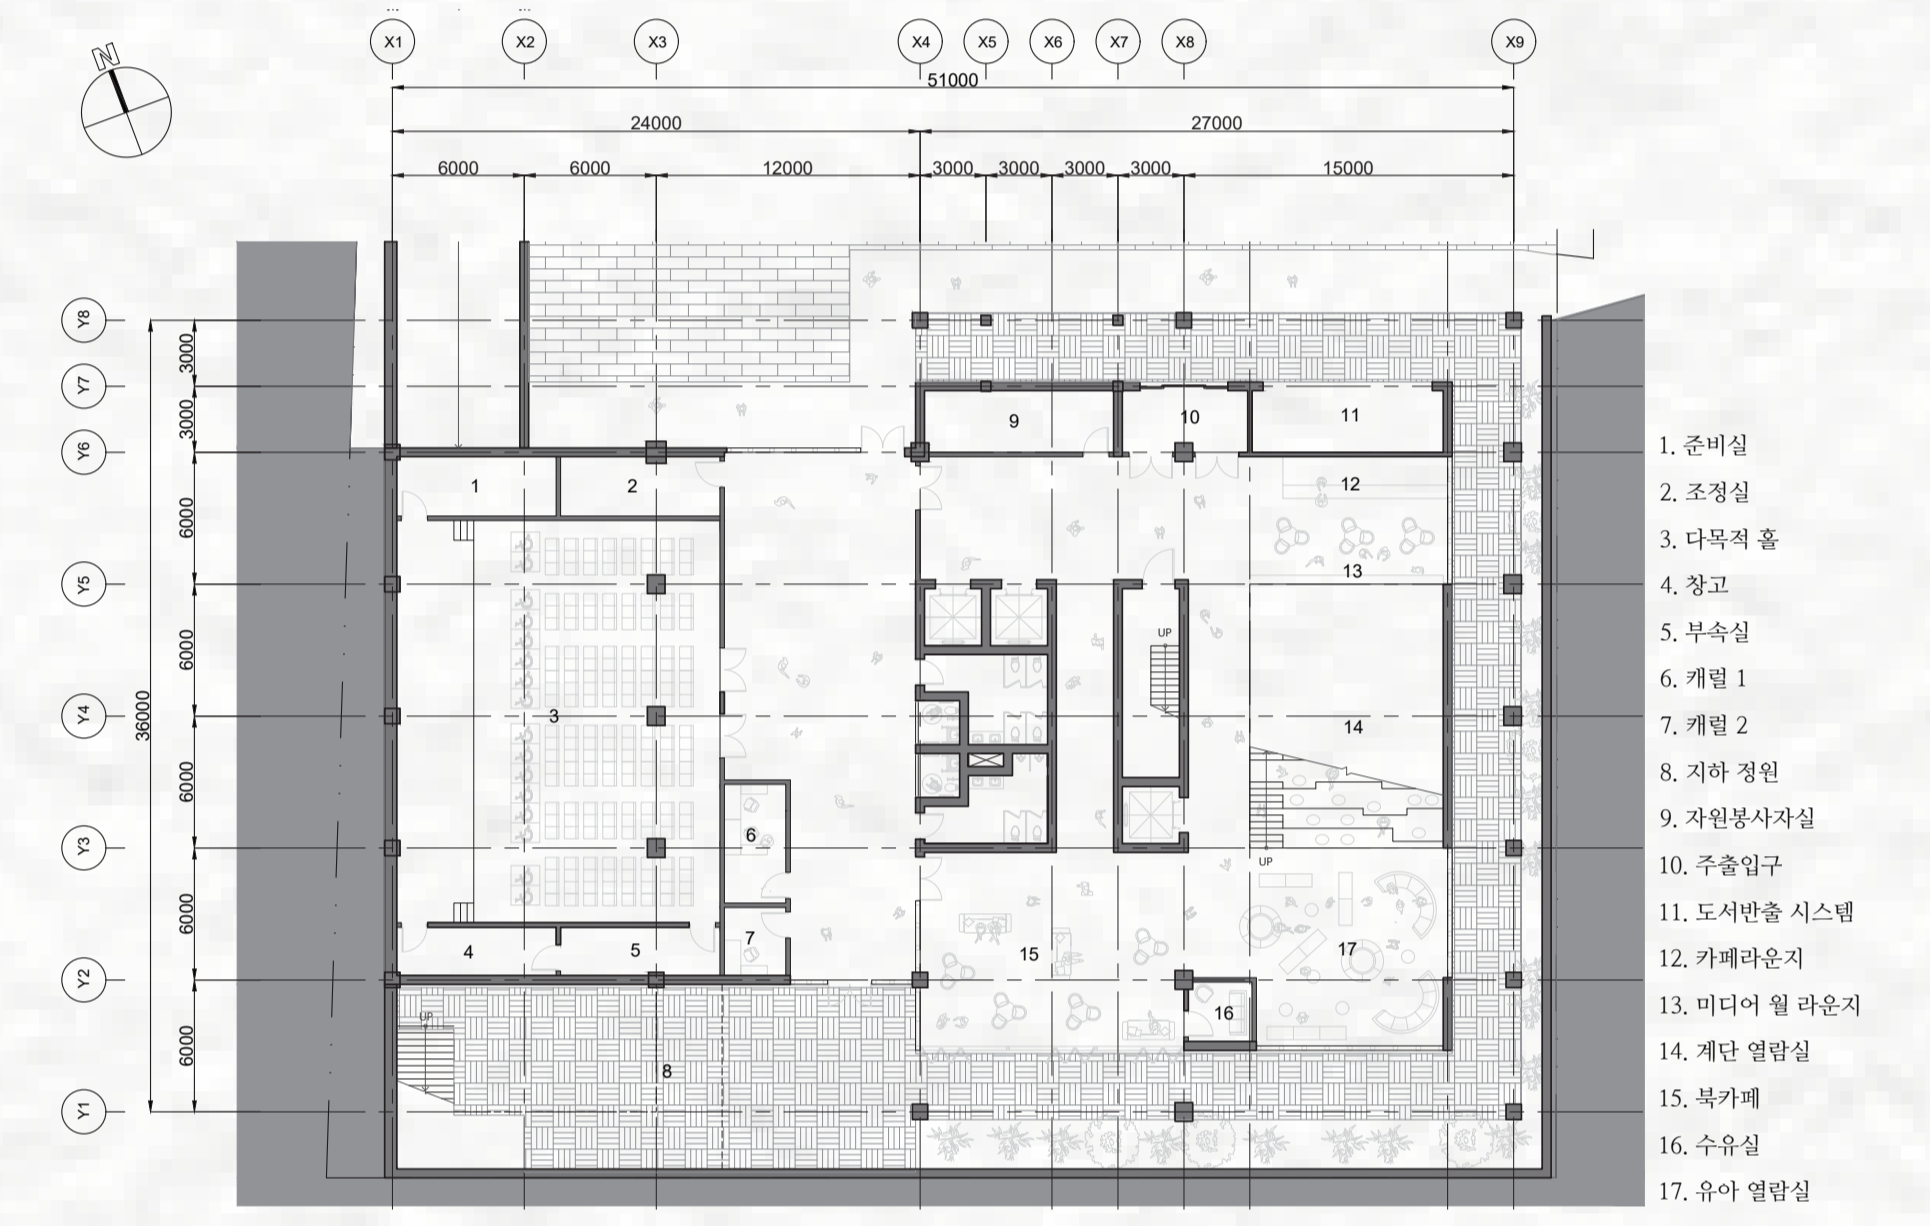 N
X1 X2 X3 X4 X5 X6 X7 X8 X9
51000
24000 27000
6000 6000 12000 3000 3000 3000 3000 15000
Y8
3000
Y7
3000
Y6
6000
Y5
6000
Y4
36000
6000
Y3
6000
Y2
6000
Y1
9 10 11
1 2 12
13
UP
3 14
6
UP
7
4 5 15 17
16
UP
8
1. 준비실
2. 조정실
3. 다목적 홀
4. 창고
5. 부속실
6. 캐럴 1
7. 캐럴 2
8. 지하 정원
9. 자원봉사자실
10. 주출입구
11. 도서반출 시스템
12. 카페라운지
13. 미디어 월 라운지
14. 계단 열람실
15. 북카페
16. 수유실
17. 유아 열람실